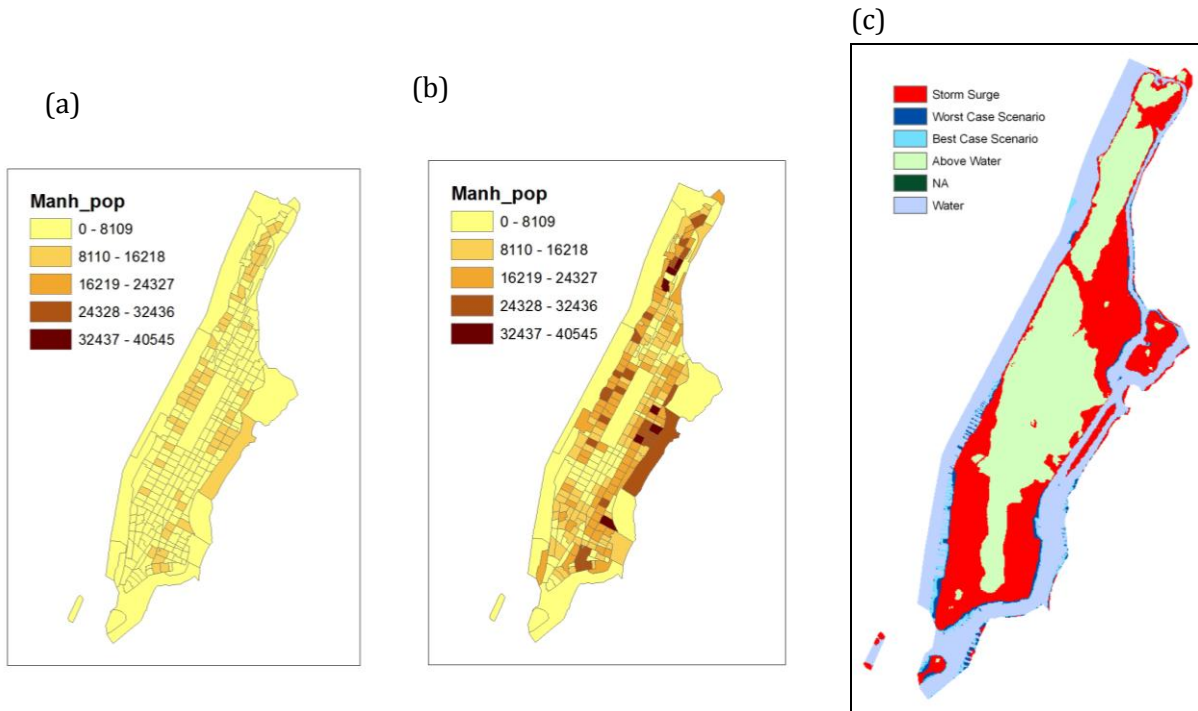 (a)
Manh_pop
0 - 8109
8110 - 16218
16219 - 24327
24328 - 32436
32437 - 40545
(b)
Manh_pop
0 - 8109
8110 - 16218
16219 - 24327
24328 - 32436
32437 - 40545
(c)
Storm Surge
Worst Case Scenario
Best Case Scenario
Above Water
NA
Water